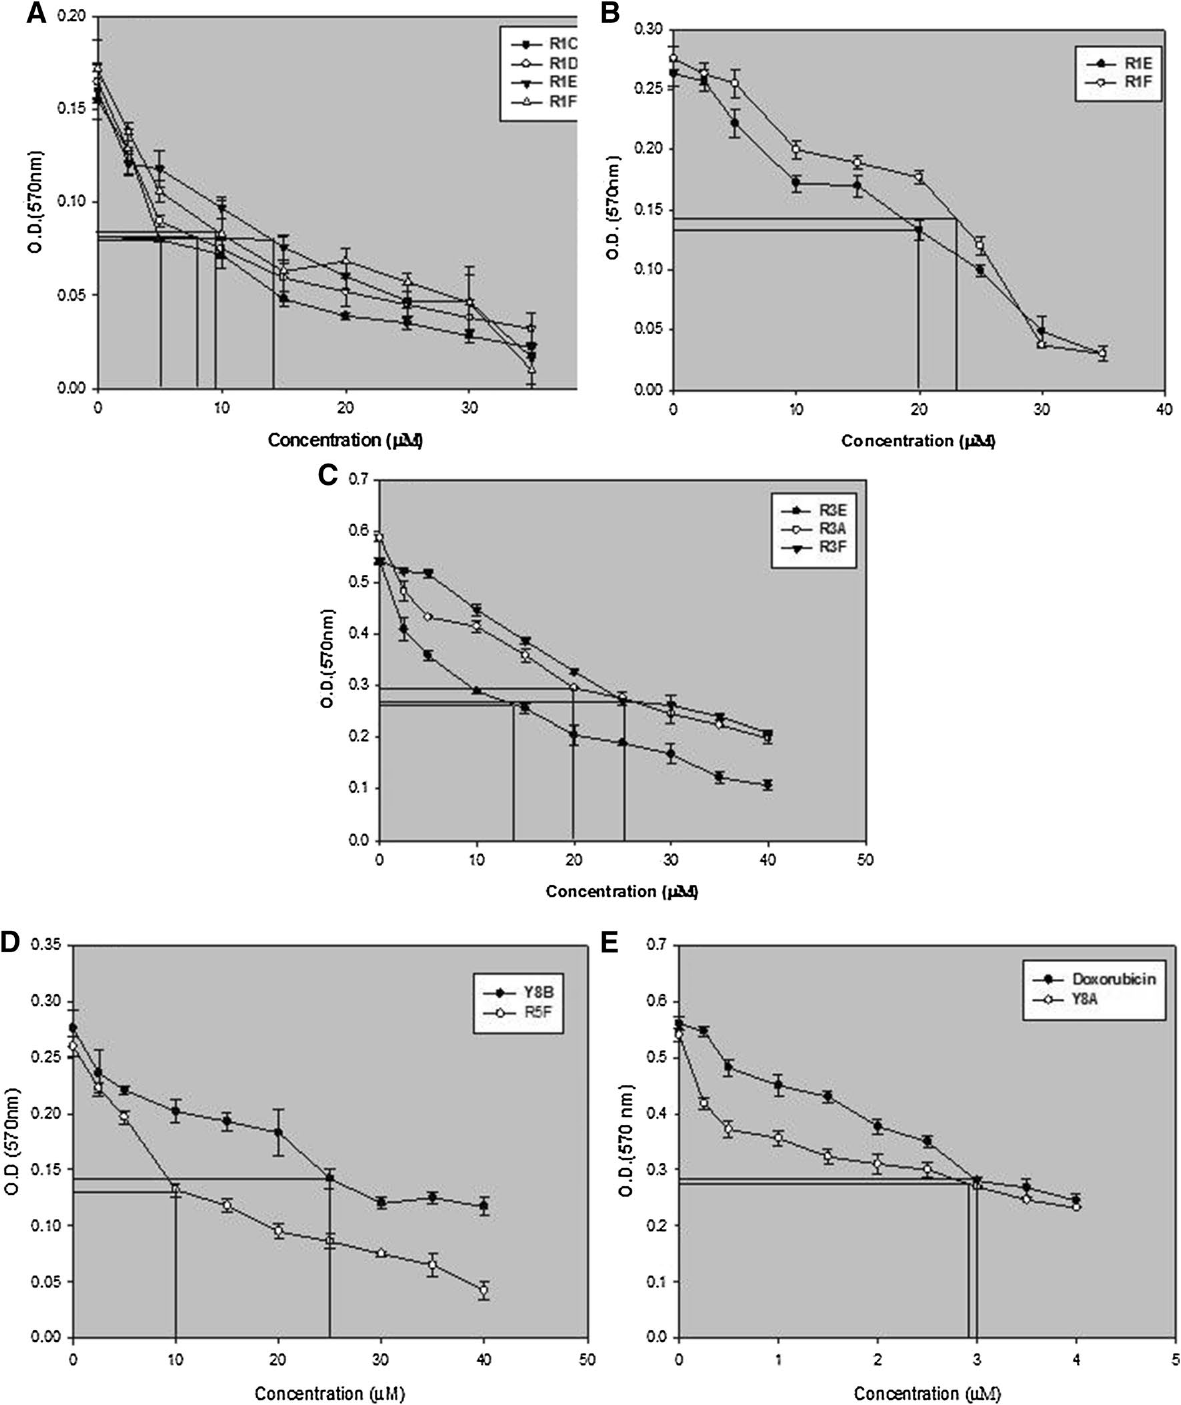 A
0.20
0.15
0.10
0.05
0.00
O.D.(570nm)
R1C
R1D
R1E
R1F
0 10 20 30
Concentration (µM)
B
0.30
0.25
0.20
0.15
0.10
0.05
0.00
O.D. (570nm)
R1E
R1F
0 10 20 30 40
Concentration (µM)
C
0.7
0.6
0.5
0.4
0.3
0.2
0.1
0.0
O.D.(570nm)
R3E
R3A
R3F
0 10 20 30 40 50
Concentration (µM)
D
0.35
0.30
0.25
0.20
0.15
0.10
0.05
0.00
O.D (570nm)
Y8B
R5F
0 10 20 30 40 50
Concentration (µM)
E
0.7
0.6
0.5
0.4
0.3
0.2
0.1
0.0
O.D.(570 nm)
Doxorubicin
Y8A
0 1 2 3 4 5
Concentration (µM)